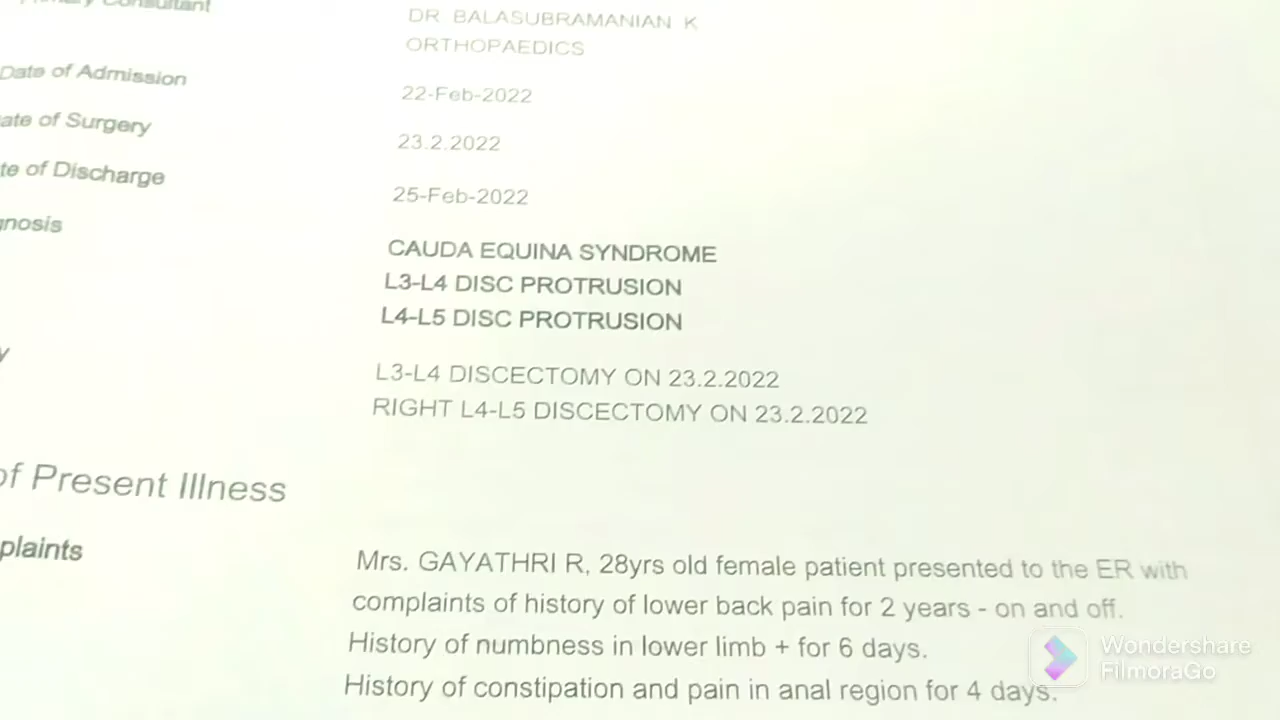 DR BALASUBRAMANIAN K
ORTHOPAEDICS
Date of Admission 22-Feb-2022
ate of Surgery 23.2.2022
te of Discharge 25-Feb-2022
gnosis CAUDA EQUINA SYNDROME
L3-L4 DISC PROTRUSION
L4-L5 DISC PROTRUSION
y L3-L4 DISCECTOMY ON 23.2.2022
RIGHT L4-L5 DISCECTOMY ON 23.2.2022
of Present Illness
plaints Mrs. GAYATHRI R, 28yrs old female patient presented to the ER with
complaints of history of lower back pain for 2 years - on and off.
History of numbness in lower limb + for 6 days.
History of constipation and pain in anal region for 4 days.
Wondershare
FilmoraGo